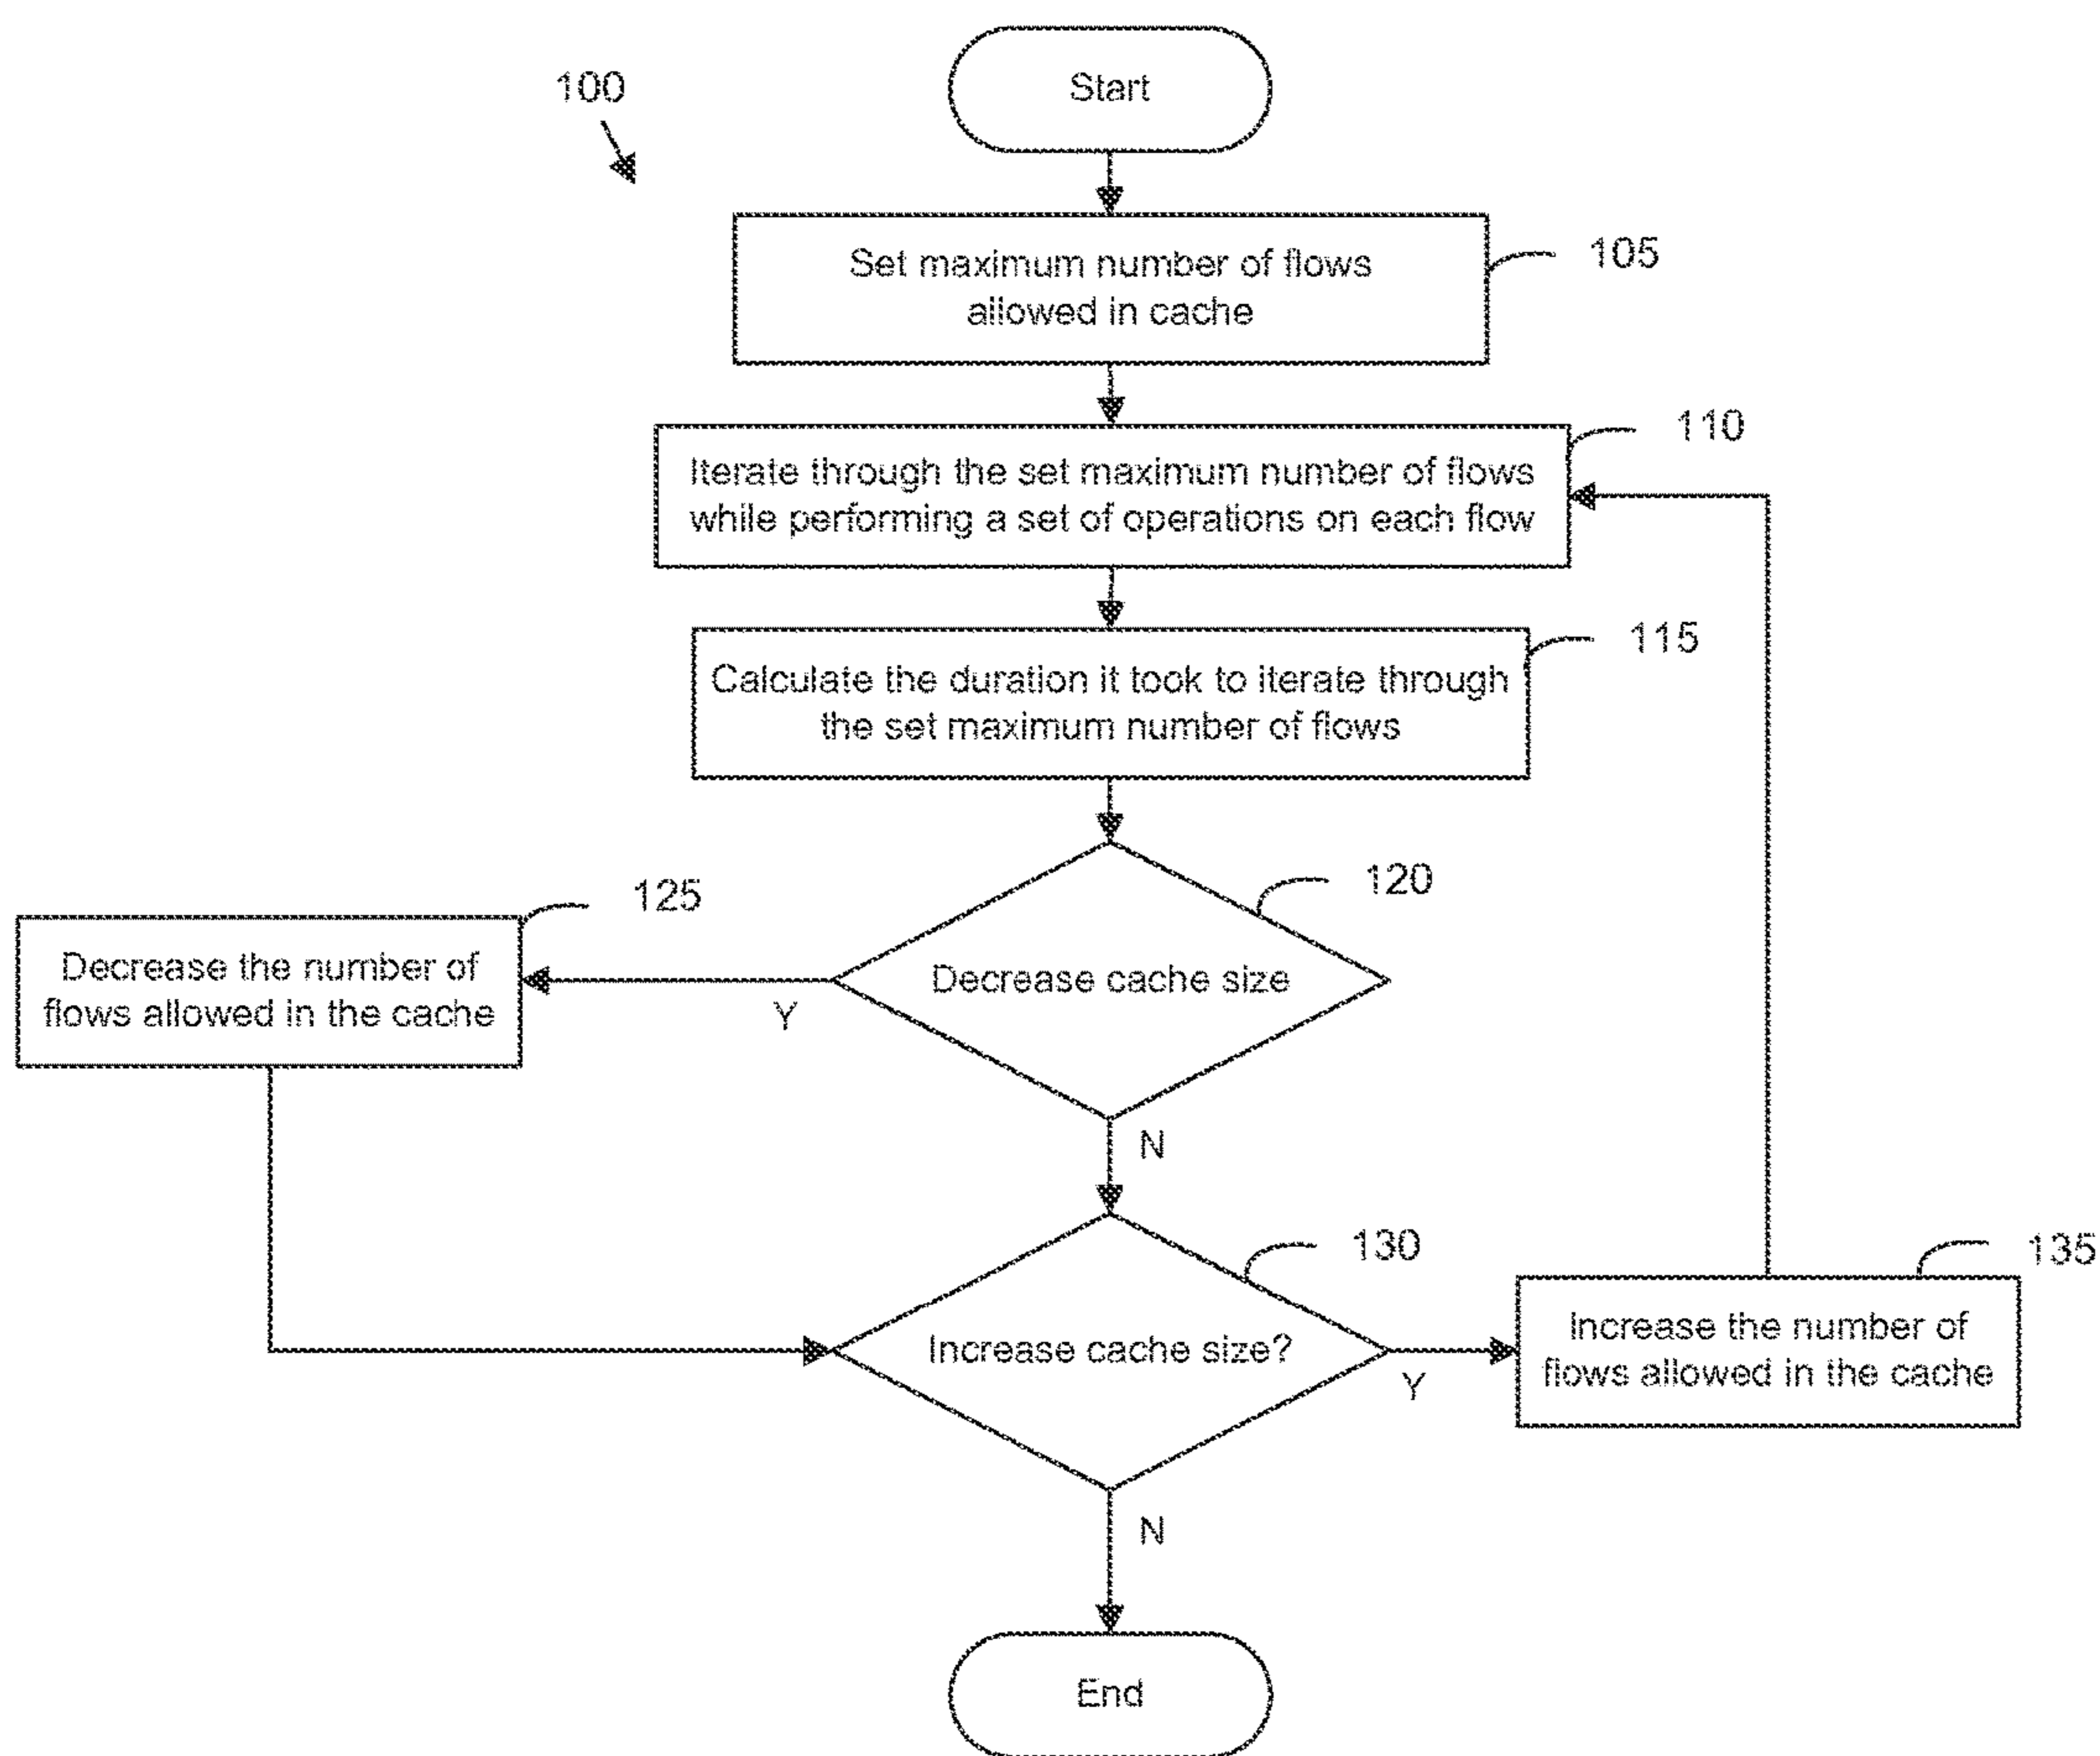 Start
100
Set maximum number of flows
allowed in cache
105
Iterate through the set maximum number of flows
while performing a set of operations on each flow
110
Calculate the duration it took to iterate through
the set maximum number of flows
115
Decrease cache size
120
Y
Decrease the number of
flows allowed in the cache
125
N
Increase cache size?
130
Y
Increase the number of
flows allowed in the cache
135
N
End